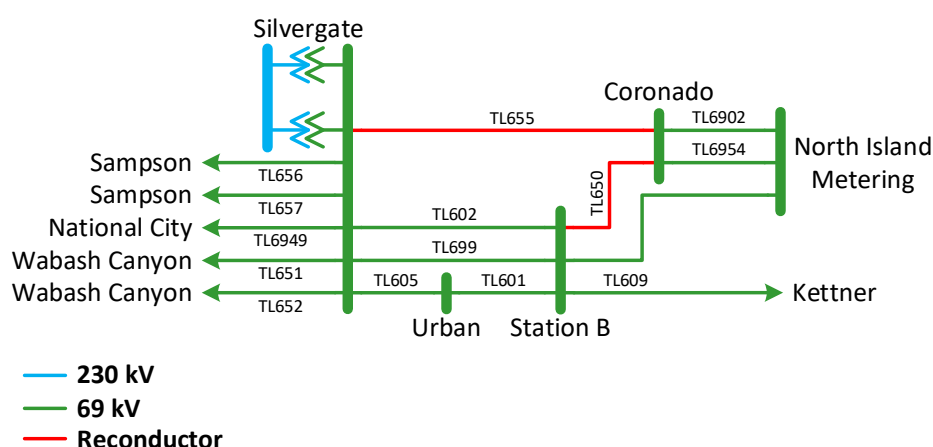 Silvergate
Coronado
TL655
TL6902
TL6954
North Island
Metering
Sampson
TL656
TL650
Sampson
TL657
TL602
National City
TL6949
TL699
Wabash Canyon
TL651
TL605
TL601
TL609
Wabash Canyon
TL652
Kettner
Urban
Station B
230 kV
69 kV
Reconductor